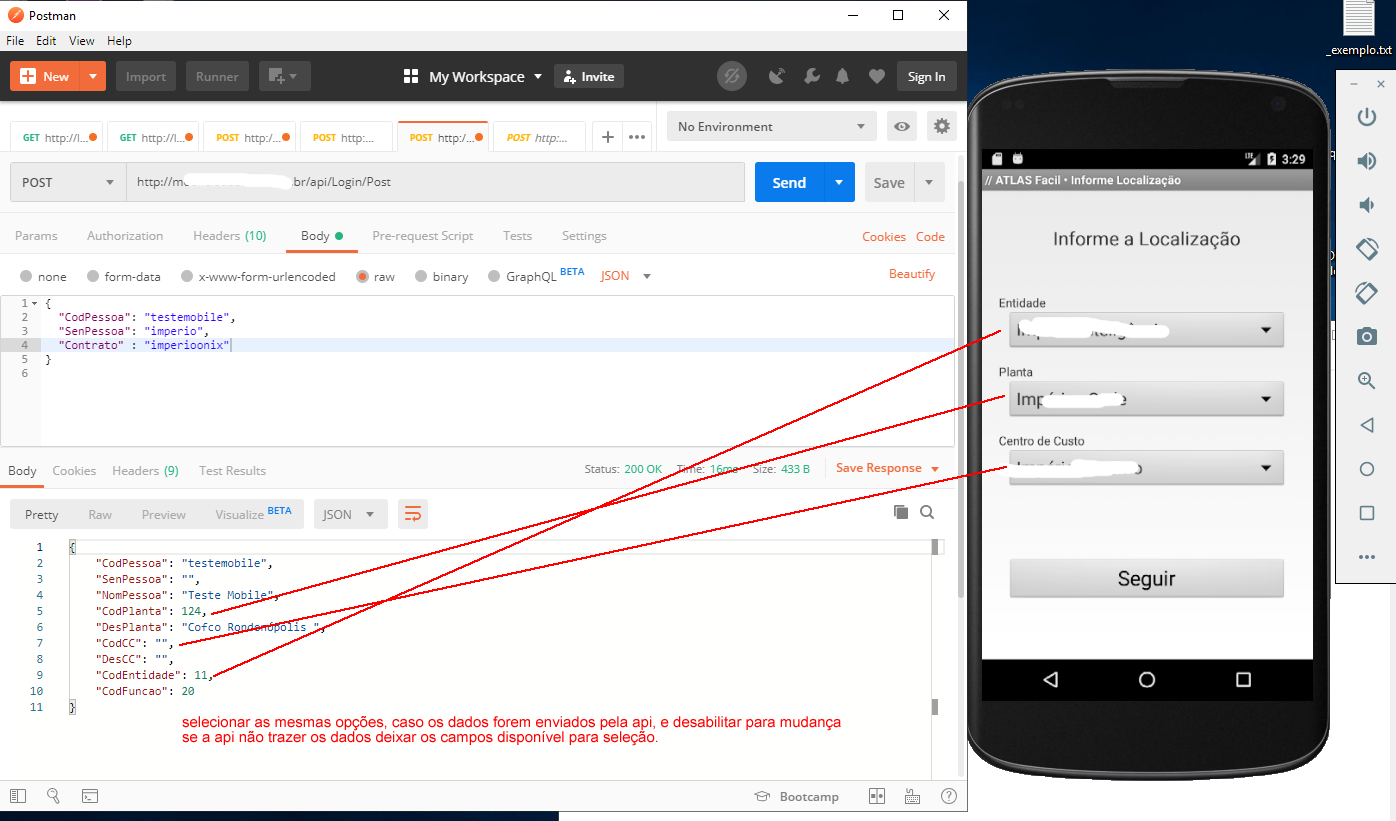 Postman
File Edit View Help
New Import Runner My Workspace Invite Sign In
GET http://l... GET http://l... POST http:/... POST http:... POST http:/... POST http:... No Environment
POST http://m .br/api/Login/Post Send Save
Params Authorization Headers (10) Body Pre-request Script Tests Settings Cookies Code
none form-data x-www-form-urlencoded raw binary GraphQL BETA JSON Beautify
1 {
2 "CodPessoa": "testemobile",
3 "SenPessoa": "imperio",
4 "Contrato" : "imperioonix"
5 }
6
Body Cookies Headers (9) Test Results Status: 200 OK Time: 16ms Size: 433 B Save Response
Pretty Raw Preview Visualize BETA JSON
1 {
2 "CodPessoa": "testemobile",
3 "SenPessoa": "",
4 "NomPessoa": "Teste Mobile",
5 "CodPlanta": 124,
6 "DesPlanta": "Cofco Rondonópolis ",
7 "CodCC": "",
8 "DesCC": "",
9 "CodEntidade": 11,
10 "CodFuncao": 20
11 }
selecionar as mesmas opções, caso os dados forem enviados pela api, e desabilitar para mudança
se a api não trazer os dados deixar os campos disponível para seleção.
Bootcamp
_exemplo.txt
LTE 3:29
// ATLAS Facil • Informe Localização
Informe a Localização
Entidade
Planta
Centro de Custo
Seguir